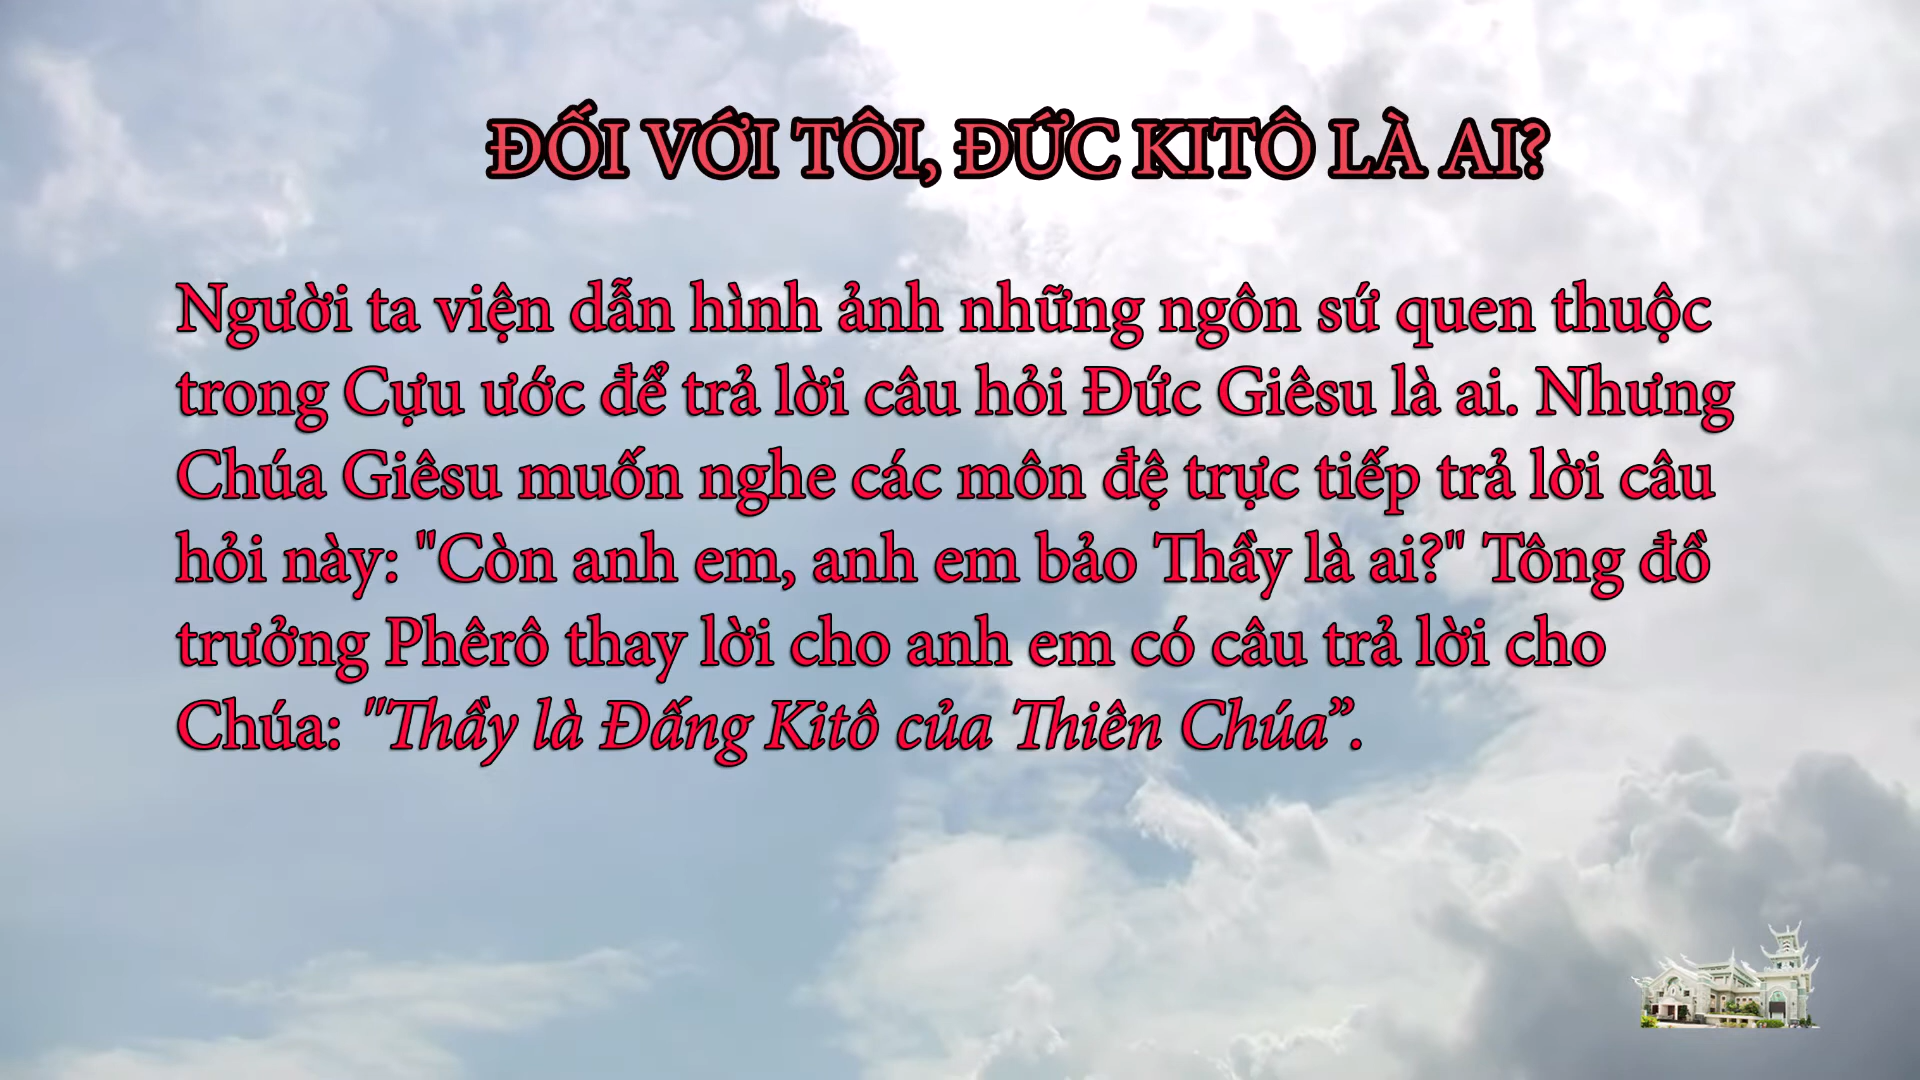 ĐỐI VỚI TÔI, ĐỨC KITÔ LÀ AI?
Người ta viện dẫn hình ảnh những ngôn sứ quen thuộc
trong Cựu ước để trả lời câu hỏi Đức Giêsu là ai. Nhưng
Chúa Giêsu muốn nghe các môn đệ trực tiếp trả lời câu
hỏi này: "Còn anh em, anh em bảo Thầy là ai?" Tông đồ
trưởng Phêrô thay lời cho anh em có câu trả lời cho
Chúa: "Thầy là Đấng Kitô của Thiên Chúa”.